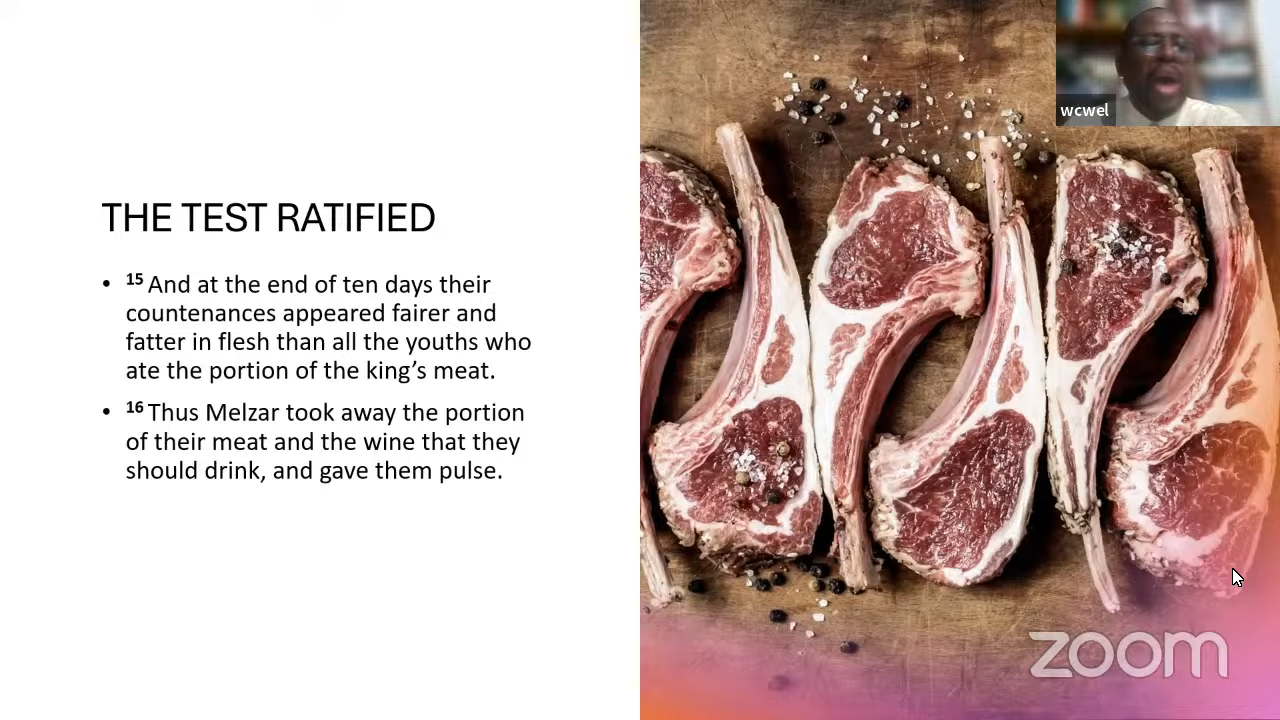 wcwel
THE TEST RATIFIED
• 15 And at the end of ten days their
countenances appeared fairer and
fatter in flesh than all the youths who
ate the portion of the king’s meat.
• 16 Thus Melzar took away the portion
of their meat and the wine that they
should drink, and gave them pulse.
zoom